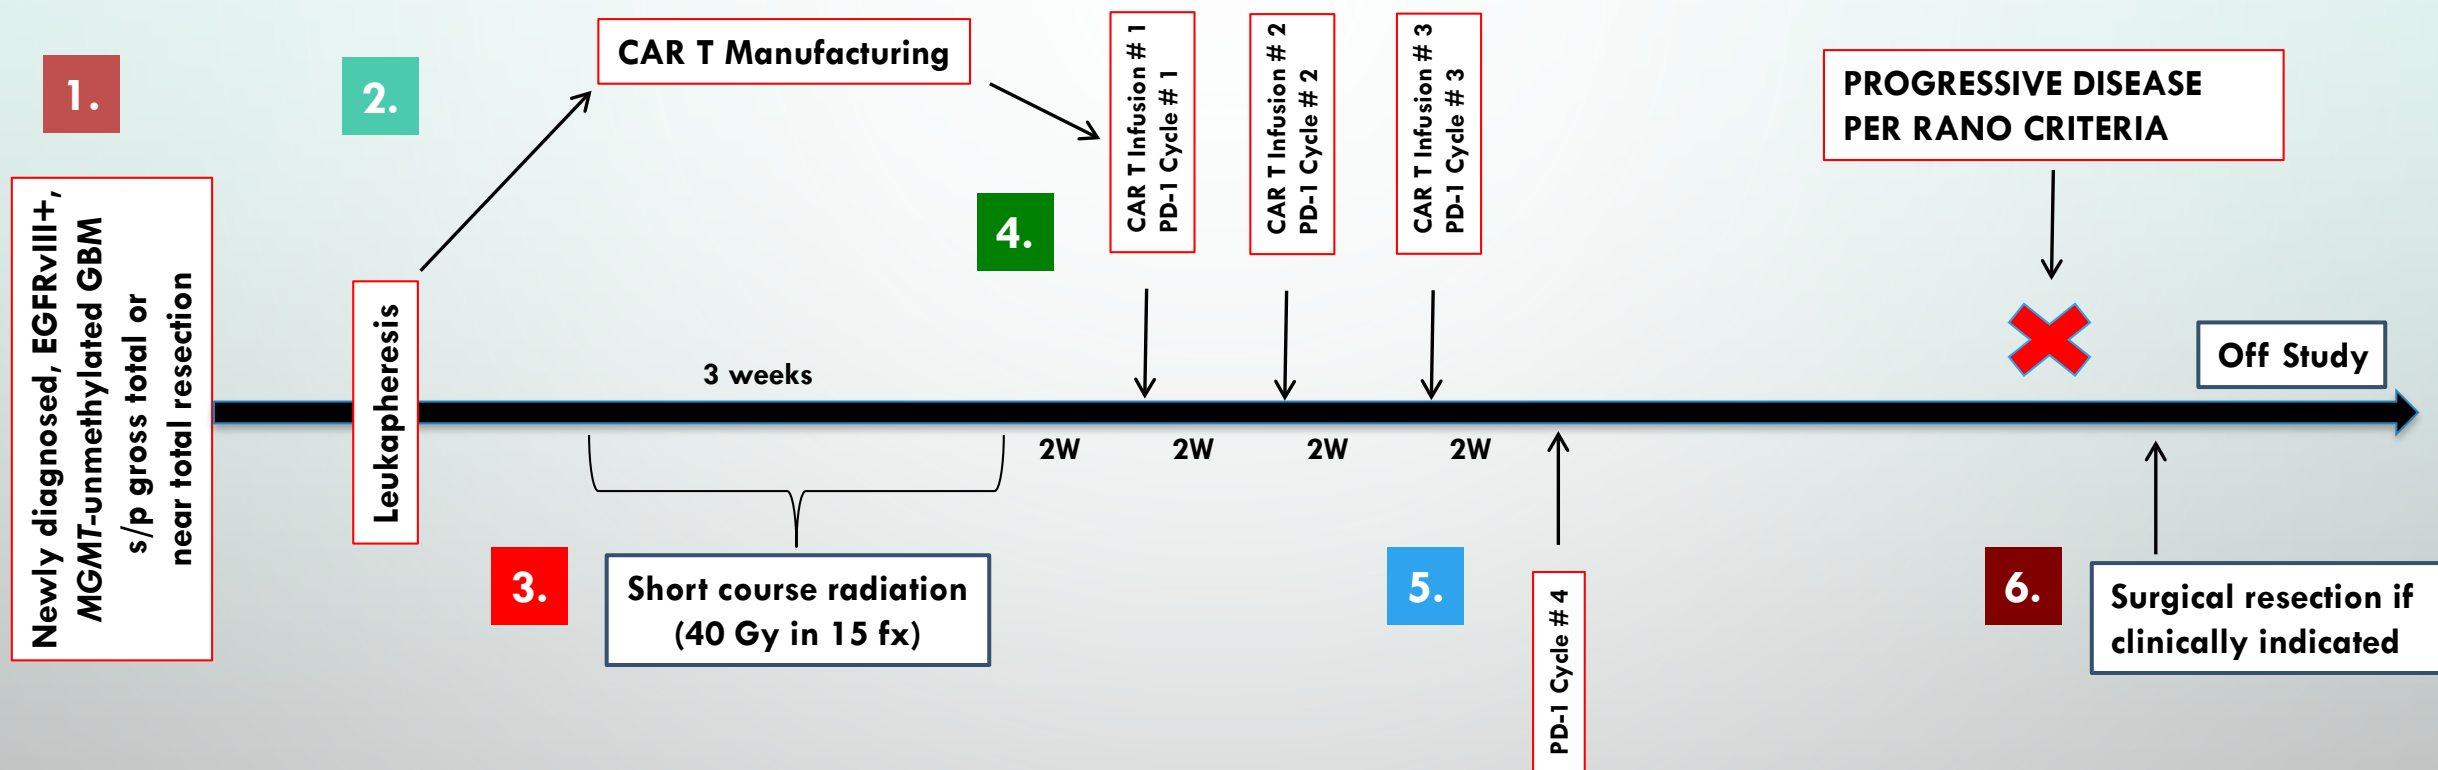 1.
Newly diagnosed, EGFRvIII+,
MGMT-unmethylated GBM
s/p gross total or
near total resection
2.
Leukapheresis
CAR T Manufacturing
3 weeks
3.
Short course radiation
(40 Gy in 15 fx)
4.
CAR T Infusion # 1
PD-1 Cycle # 1
CAR T Infusion # 2
PD-1 Cycle # 2
CAR T Infusion # 3
PD-1 Cycle # 3
2W
2W
2W
2W
5.
PD-1 Cycle # 4
PROGRESSIVE DISEASE
PER RANO CRITERIA
Off Study
6.
Surgical resection if
clinically indicated